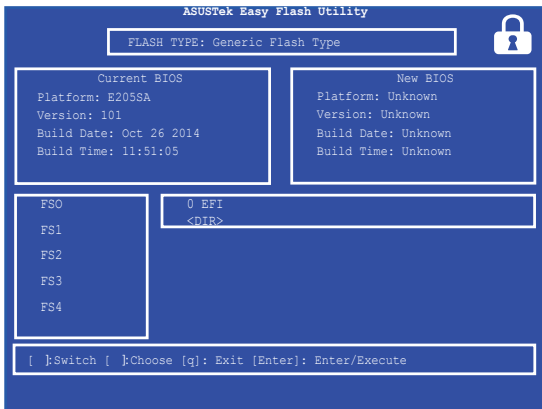 ASUSTek Easy Flash Utility
FLASH TYPE: Generic Flash Type
Current BIOS
Platform: E205SA
Version: 101
Build Date: Oct 26 2014
Build Time: 11:51:05
New BIOS
Platform: Unknown
Version: Unknown
Build Date: Unknown
Build Time: Unknown
FSO
FS1
FS2
FS3
FS4
0 EFI
<DIR>
[ ]:Switch [ ]:Choose [q]: Exit [Enter]: Enter/Execute